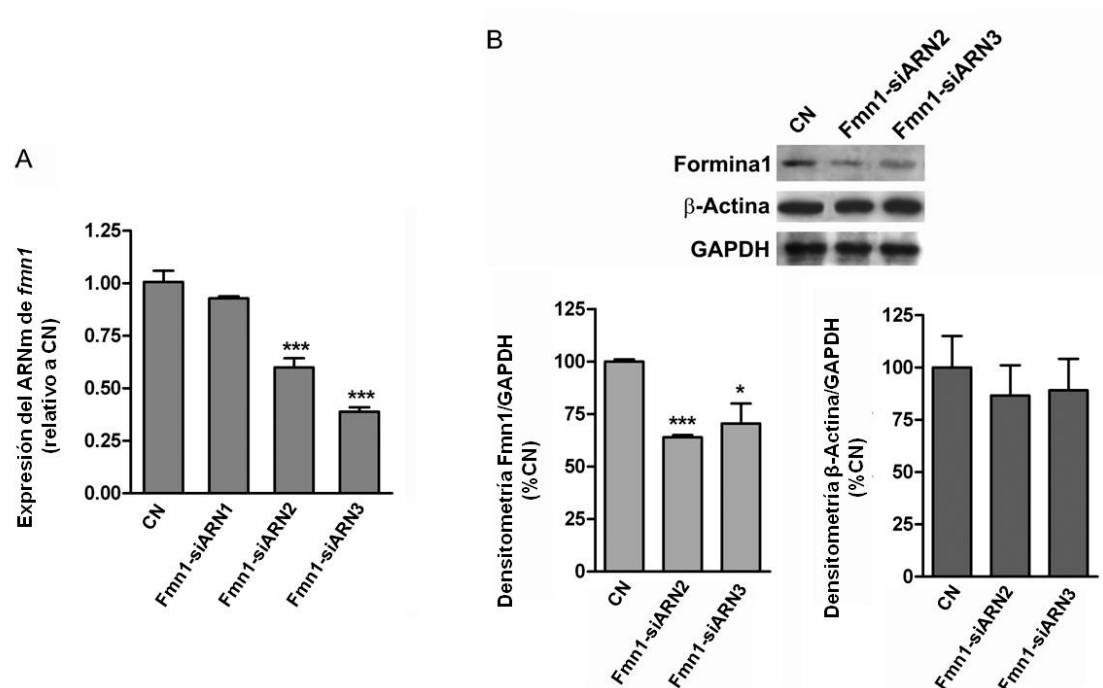 A
Expresión del ARNm de fmn1
(relativo a CN)
1.25
1.00
0.75
0.50
0.25
0.00
***
***
CN
Fmn1-siARN1
Fmn1-siARN2
Fmn1-siARN3
B
CN
Fmn1-siARN2
Fmn1-siARN3
Formina1
β-Actina
GAPDH
Densitometría Fmn1/GAPDH
(%CN)
125
100
75
50
25
0
***
*
CN
Fmn1-siARN2
Fmn1-siARN3
Densitometría β-Actina/GAPDH
(%CN)
125
100
75
50
25
0
CN
Fmn1-siARN2
Fmn1-siARN3